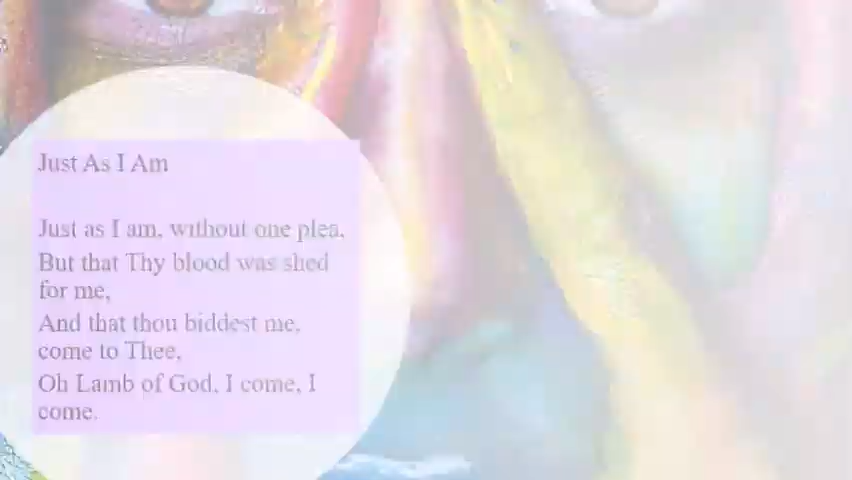 Just As I Am
Just as I am, without one plea,
But that Thy blood was shed
for me,
And that thou biddest me,
come to Thee,
Oh Lamb of God, I come, I
come.